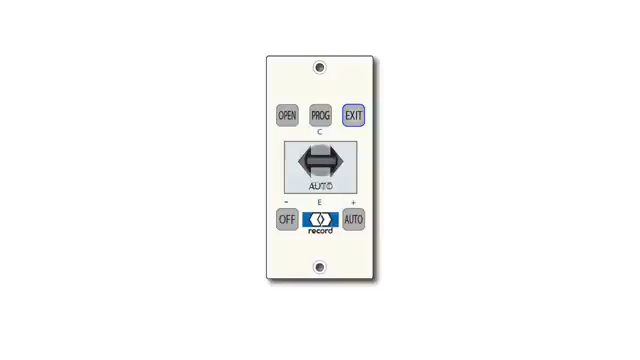 OPEN PROG EXIT
C
AUTO
- E +
OFF AUTO
record